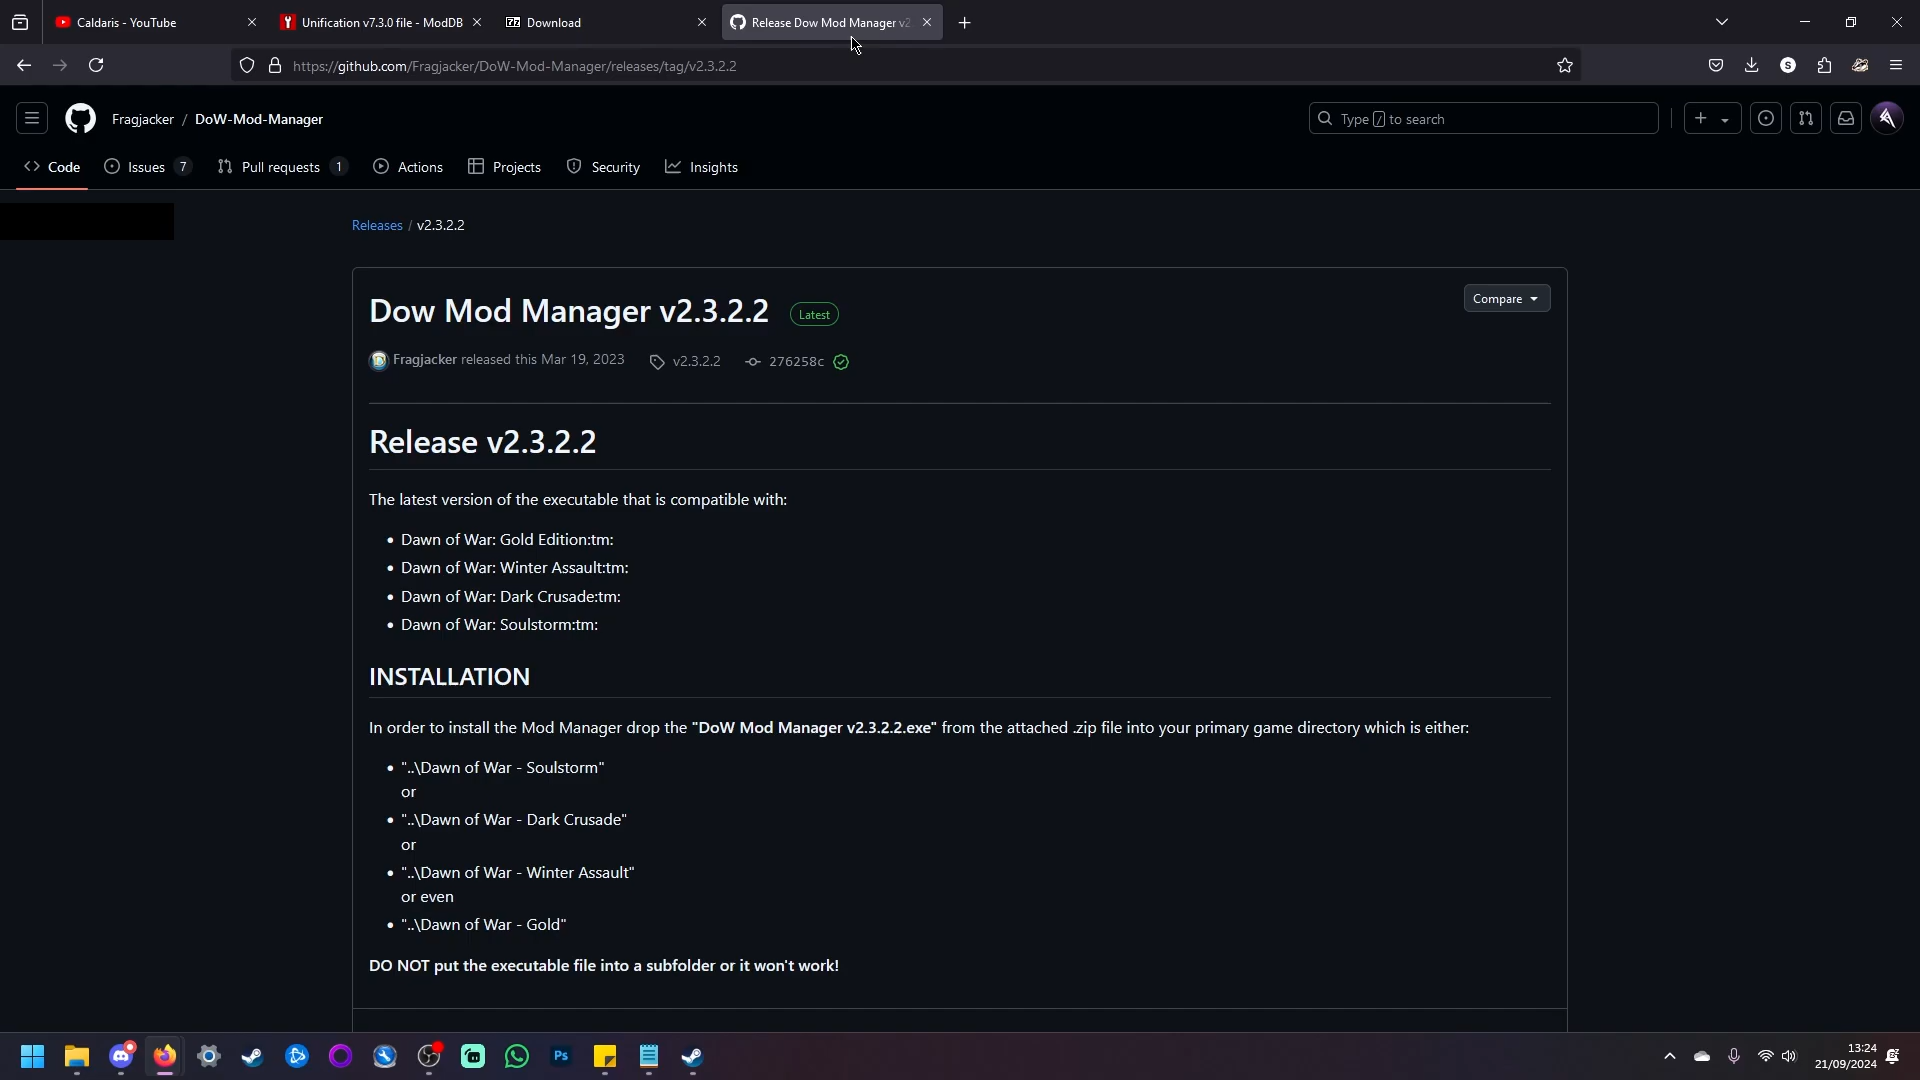 Caldaris - YouTube
Unification v7.3.0 file - ModDB
7z Download
Release Dow Mod Manager v2
https://github.com/Fragjacker/DoW-Mod-Manager/releases/tag/v2.3.2.2
S
Fragjacker / DoW-Mod-Manager
Type / to search
Code
Issues 7
Pull requests 1
Actions
Projects
Security
Insights
Releases / v2.3.2.2
Dow Mod Manager v2.3.2.2 Latest
Compare
Fragjacker released this Mar 19, 2023 v2.3.2.2 276258c
Release v2.3.2.2
The latest version of the executable that is compatible with:
• Dawn of War: Gold Edition:tm:
• Dawn of War: Winter Assault:tm:
• Dawn of War: Dark Crusade:tm:
• Dawn of War: Soulstorm:tm:
INSTALLATION
In order to install the Mod Manager drop the "DoW Mod Manager v2.3.2.2.exe" from the attached .zip file into your primary game directory which is either:
• "..\Dawn of War - Soulstorm"
or
• "..\Dawn of War - Dark Crusade"
or
• "..\Dawn of War - Winter Assault"
or even
• "..\Dawn of War - Gold"
DO NOT put the executable file into a subfolder or it won't work!
Ps
13:24
21/09/2024